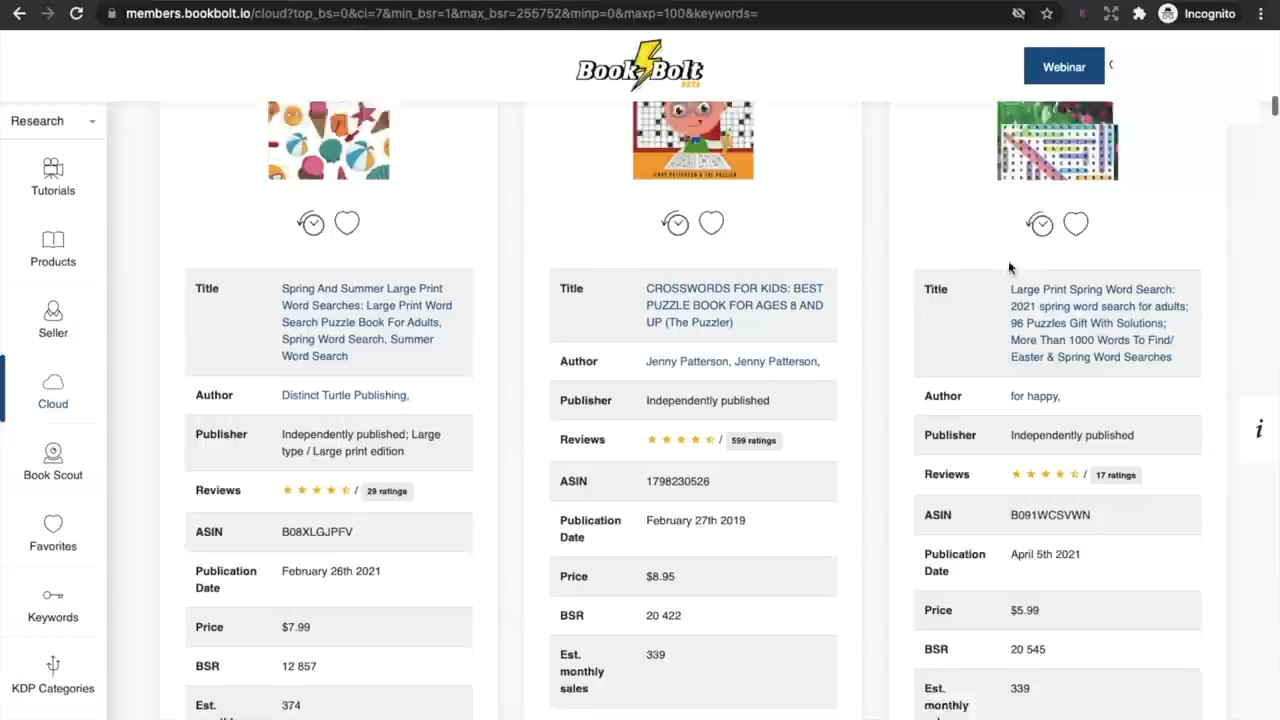 members.bookbolt.io/cloud?top_bs=0&ci=7&min_bsr=1&max_bsr=255752&minp=0&maxp=100&keywords=
Incognito
Book Bolt
BETA
Webinar
Research
Tutorials
Products
Seller
Cloud
Book Scout
Favorites
Keywords
KDP Categories
Title
Spring And Summer Large Print
Word Searches: Large Print Word
Search Puzzle Book For Adults,
Spring Word Search, Summer
Word Search
Author
Distinct Turtle Publishing,
Publisher
Independently published; Large
type / Large print edition
Reviews
/ 29 ratings
ASIN
B08XLGJPFV
Publication
Date
February 26th 2021
Price
$7.99
BSR
12 857
Est.
374
JENNY PATTERSON & THE PUZZLER
Title
CROSSWORDS FOR KIDS: BEST
PUZZLE BOOK FOR AGES 8 AND
UP (The Puzzler)
Author
Jenny Patterson, Jenny Patterson,
Publisher
Independently published
Reviews
/ 599 ratings
ASIN
1798230526
Publication
Date
February 27th 2019
Price
$8.95
BSR
20 422
Est.
monthly
sales
339
Title
Large Print Spring Word Search:
2021 spring word search for adults;
96 Puzzles Gift With Solutions;
More Than 1000 Words To Find/
Easter & Spring Word Searches
Author
for happy,
Publisher
Independently published
Reviews
/ 17 ratings
ASIN
B091WCSVWN
Publication
Date
April 5th 2021
Price
$5.99
BSR
20 545
Est.
monthly
339
i